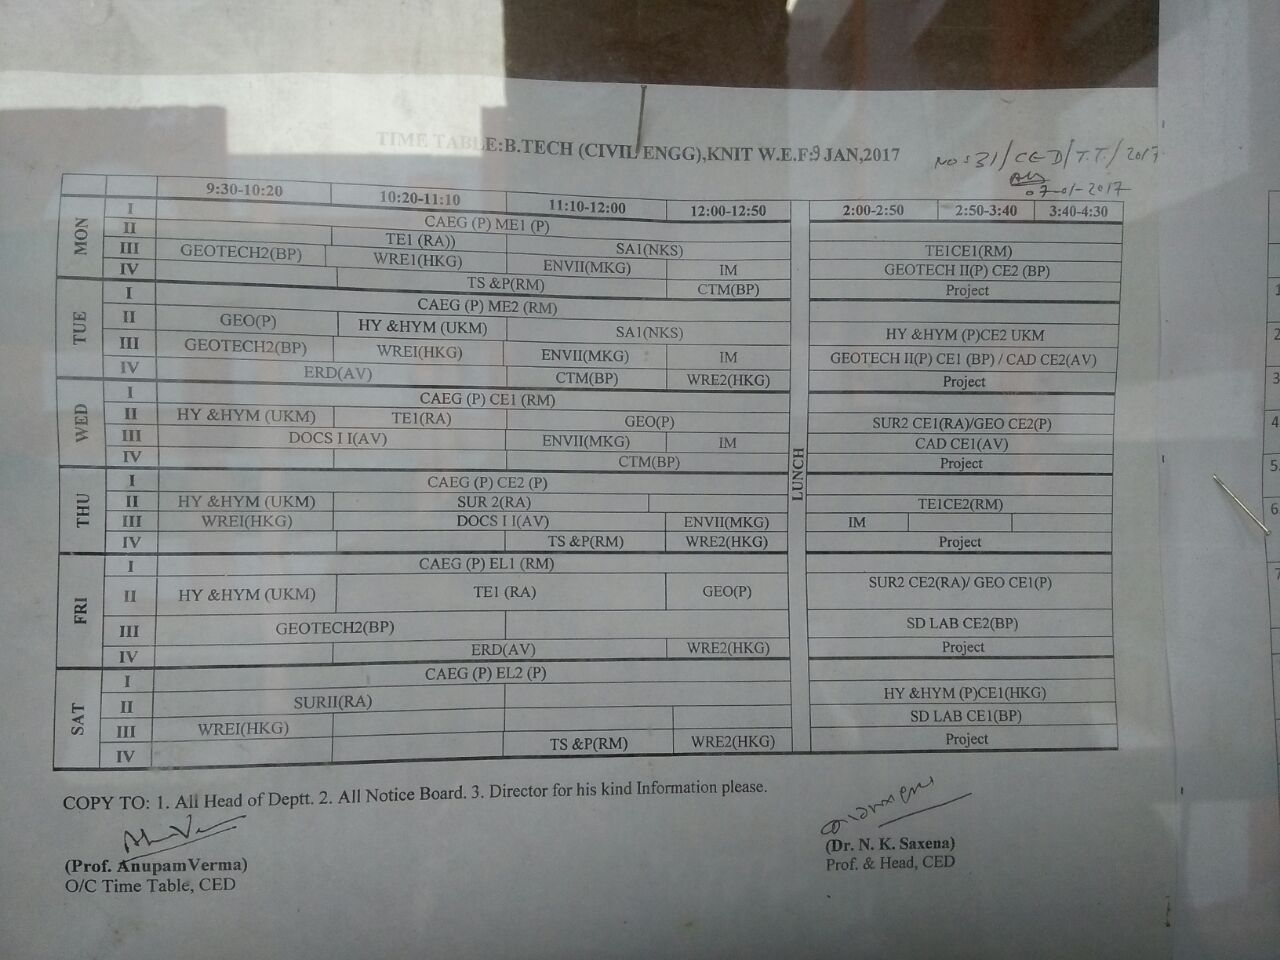 TIME TABLE:B.TECH (CIVIL ENGG),KNIT W.E.F:9 JAN,2017
NO:31/CED/T.T./2017
07-01-2017
9:30-10:20 10:20-11:10 11:10-12:00 12:00-12:50 2:00-2:50 2:50-3:40 3:40-4:30
MON
I CAEG (P) ME1 (P)
II TE1 (RA)) SA1(NKS) TE1CE1(RM)
III GEOTECH2(BP) WRE1(HKG) ENVII(MKG) IM GEOTECH II(P) CE2 (BP)
IV TS &P(RM) CTM(BP) Project
TUE
I CAEG (P) ME2 (RM)
II GEO(P) HY &HYM (UKM) SA1(NKS) HY &HYM (P)CE2 UKM
III GEOTECH2(BP) WREI(HKG) ENVII(MKG) IM GEOTECH II(P) CE1 (BP) / CAD CE2(AV)
IV ERD(AV) CTM(BP) WRE2(HKG) Project
WED
I CAEG (P) CE1 (RM)
II HY &HYM (UKM) TE1(RA) GEO(P) SUR2 CE1(RA)/GEO CE2(P)
III DOCS I I(AV) ENVII(MKG) IM CAD CE1(AV)
IV CTM(BP) Project
LUNCH
THU
I CAEG (P) CE2 (P)
II HY &HYM (UKM) SUR 2(RA) TE1CE2(RM)
III WREI(HKG) DOCS I I(AV) ENVII(MKG) IM
IV TS &P(RM) WRE2(HKG) Project
FRI
I CAEG (P) EL1 (RM)
II HY &HYM (UKM) TE1 (RA) GEO(P) SUR2 CE2(RA)/ GEO CE1(P)
III GEOTECH2(BP) SD LAB CE2(BP)
IV ERD(AV) WRE2(HKG) Project
SAT
I CAEG (P) EL2 (P)
II SURII(RA) HY &HYM (P)CE1(HKG)
III WREI(HKG) SD LAB CE1(BP)
IV TS &P(RM) WRE2(HKG) Project
COPY TO: 1. All Head of Deptt. 2. All Notice Board. 3. Director for his kind Information please.
(Prof. AnupamVerma)
O/C Time Table, CED
(Dr. N. K. Saxena)
Prof. & Head, CED